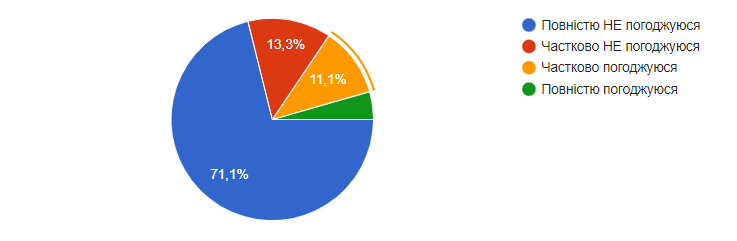 Повністю НЕ погоджуюся
13,3%
Частково НЕ погоджуюся
Частково погоджуюся
11,1%
Повністю погоджуюся
71,1%